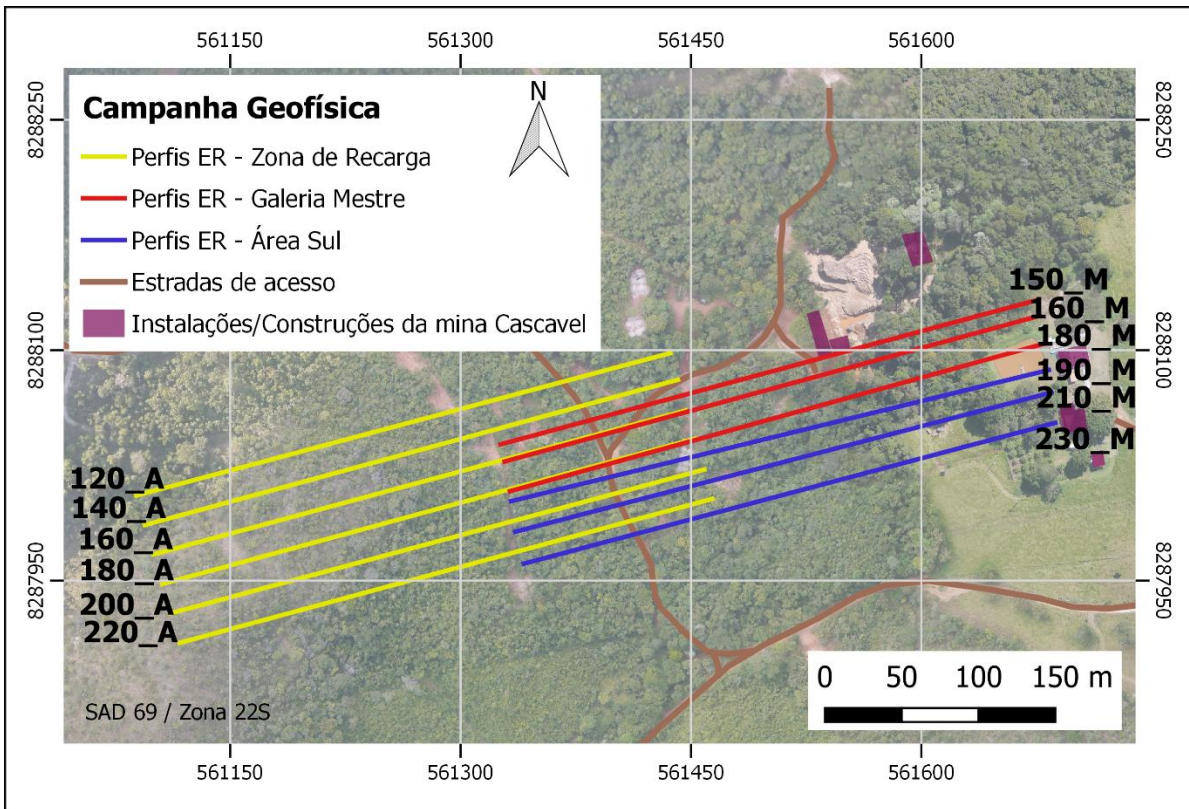 561150 561300 561450 561600
8288250 8288250
Campanha Geofísica
N
Perfis ER - Zona de Recarga
Perfis ER - Galeria Mestre
Perfis ER - Área Sul
Estradas de acesso
Instalações/Construções da mina Cascavel
150_M
160_M
180_M
8288100 8288100
190_M
210_M
230_M
120_A
140_A
160_A
180_A
200_A
220_A
8287950 8287950
0 50 100 150 m
SAD 69 / Zona 22S
561150 561300 561450 561600